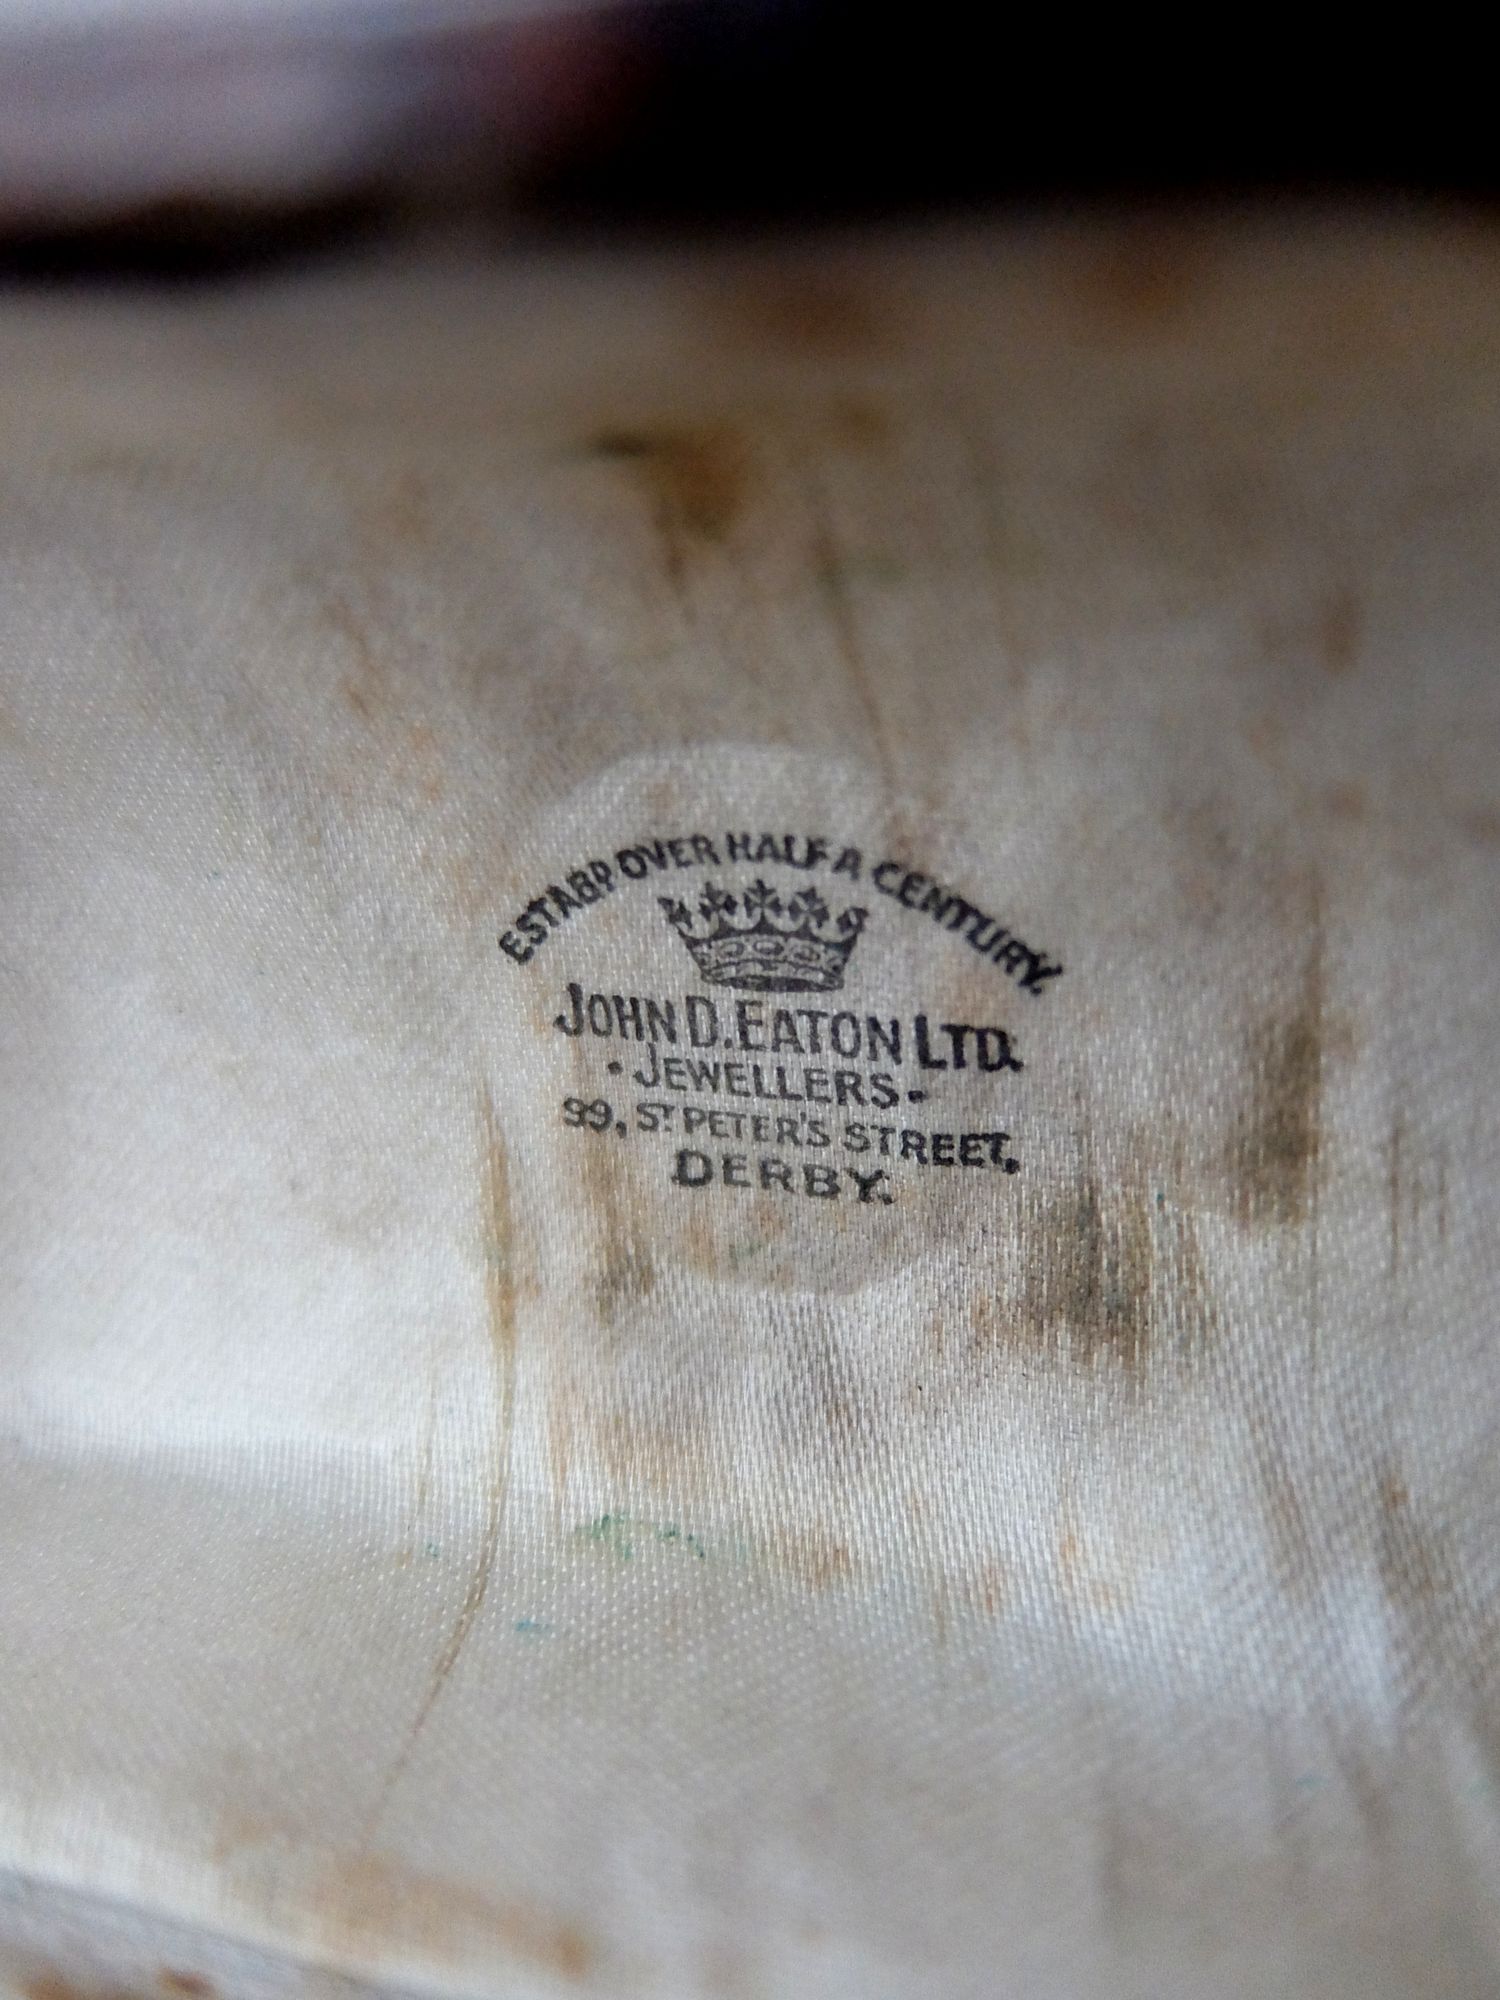 ESTABD OVER HALF A CENTURY.
JOHN D. EATON LTD.
· JEWELLERS ·
99, ST PETER'S STREET,
DERBY.